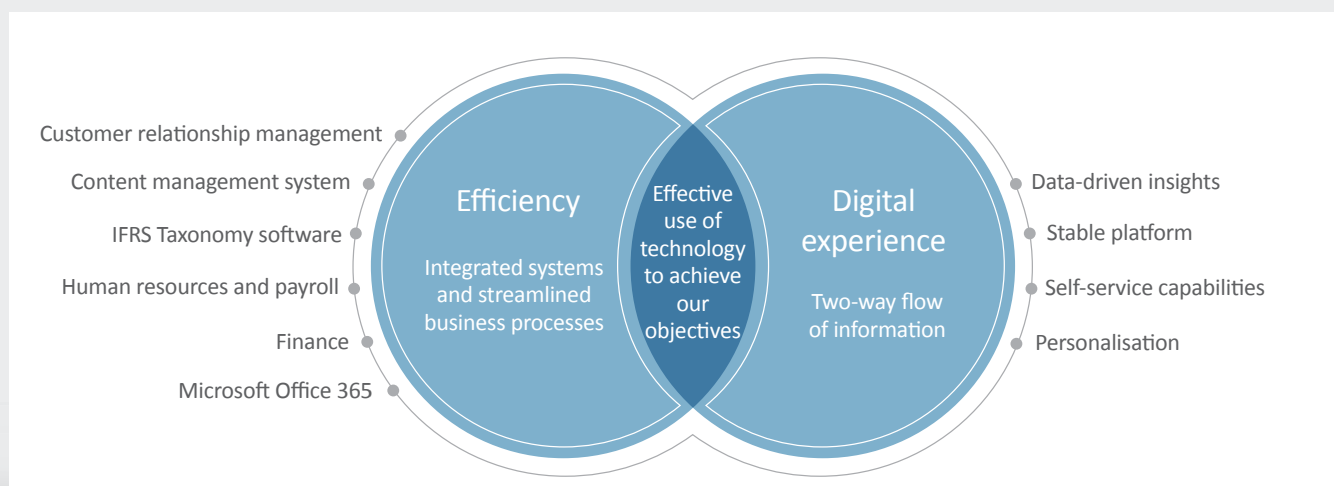 Customer relationship management
Content management system
IFRS Taxonomy software
Human resources and payroll
Finance
Microsoft Office 365
Efficiency
Integrated systems
and streamlined
business processes
Effective
use of
technology
to achieve
our
objectives
Digital
experience
Two-way flow
of information
Data-driven insights
Stable platform
Self-service capabilities
Personalisation